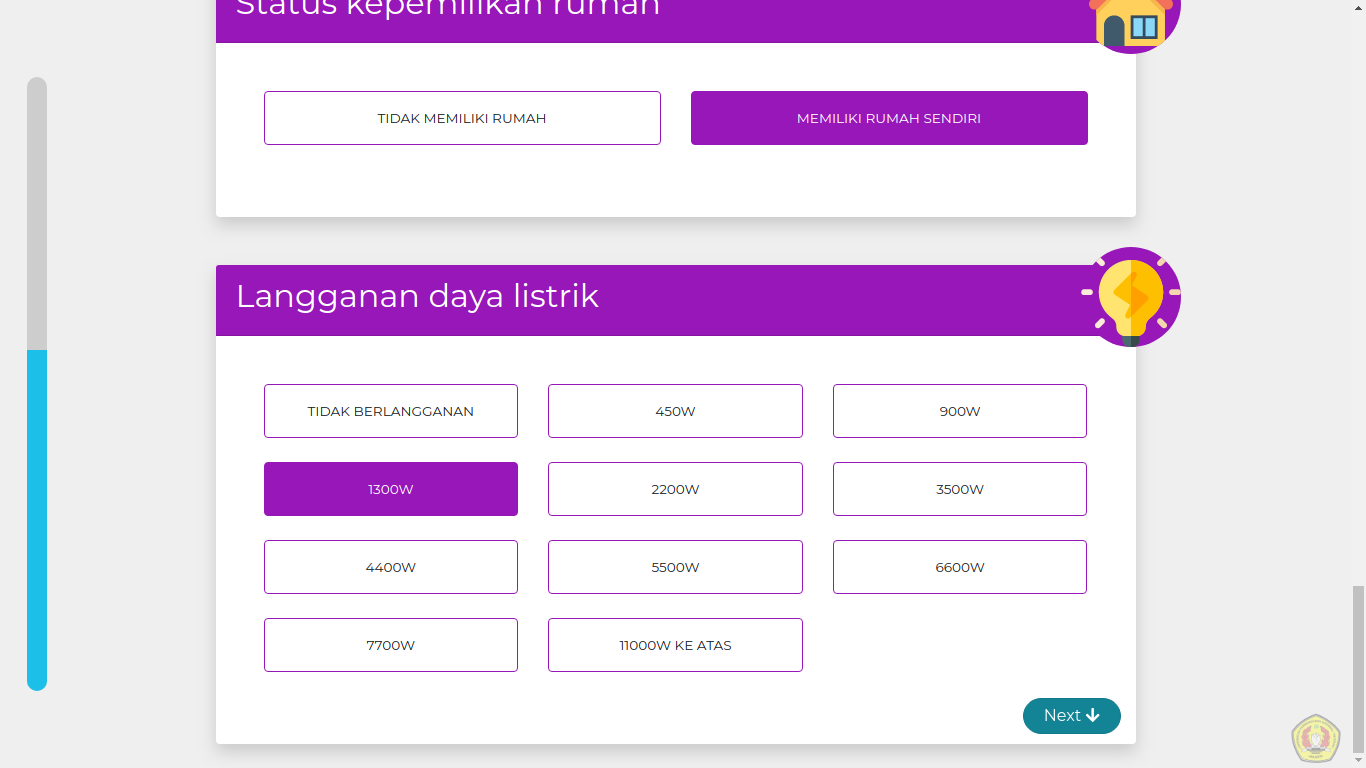 Status kepemilikan rumah
TIDAK MEMILIKI RUMAH
MEMILIKI RUMAH SENDIRI
Langganan daya listrik
TIDAK BERLANGGANAN
450W
900W
1300W
2200W
3500W
4400W
5500W
6600W
7700W
11000W KE ATAS
Next